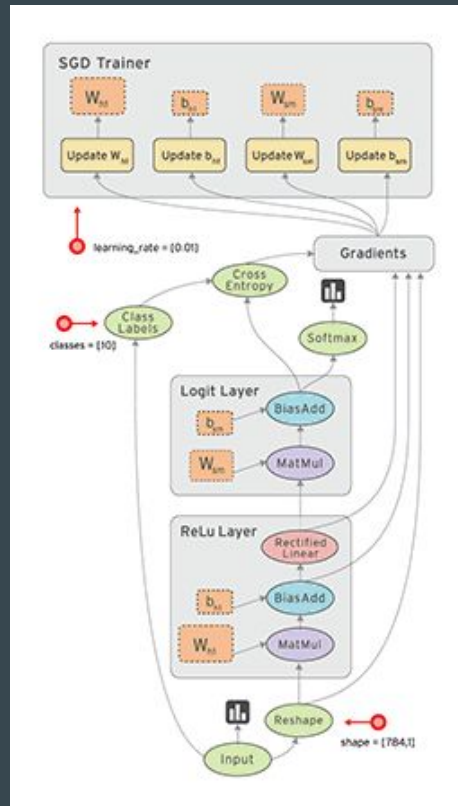 SGD Trainer
W
b
W
b
Update W
Update b
Update W
Update b
learning_rate = [0.01]
Gradients
Cross
Entropy
Class
Labels
classes = [10]
Softmax
Logit Layer
BiasAdd
b
W sm
MatMul
ReLu Layer
Rectified
Linear
BiasAdd
b
W
MatMul
Reshape
shape = [784,1]
Input